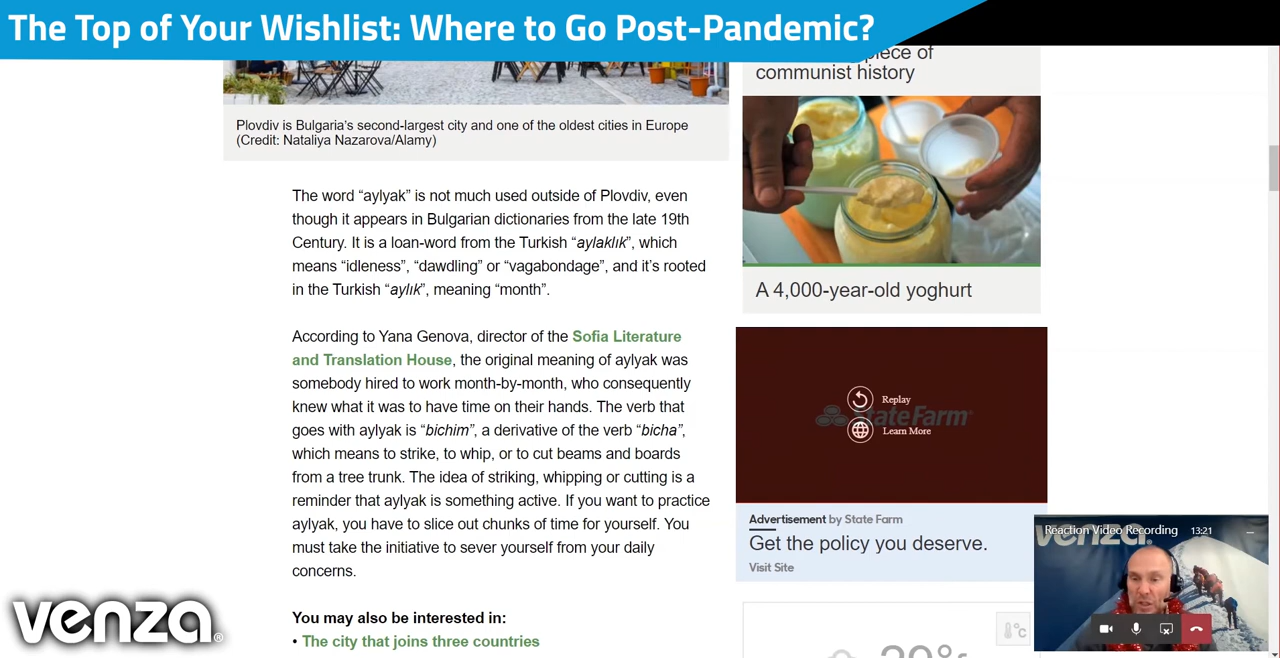 The Top of Your Wishlist: Where to Go Post-Pandemic?
Plovdiv is Bulgaria's second-largest city and one of the oldest cities in Europe
(Credit: Nataliya Nazarova/Alamy)
The word “aylyak” is not much used outside of Plovdiv, even
though it appears in Bulgarian dictionaries from the late 19th
Century. It is a loan-word from the Turkish “aylaklık”, which
means “idleness”, “dawdling” or “vagabondage”, and it’s rooted
in the Turkish “aylık”, meaning “month”.
According to Yana Genova, director of the Sofia Literature
and Translation House, the original meaning of aylyak was
somebody hired to work month-by-month, who consequently
knew what it was to have time on their hands. The verb that
goes with aylyak is “bichim”, a derivative of the verb “bicha”,
which means to strike, to whip, or to cut beams and boards
from a tree trunk. The idea of striking, whipping or cutting is a
reminder that aylyak is something active. If you want to practice
aylyak, you have to slice out chunks of time for yourself. You
must take the initiative to sever yourself from your daily
concerns.
You may also be interested in:
• The city that joins three countries
piece of
communist history
A 4,000-year-old yoghurt
Replay
StateFarm
Learn More
Advertisement by State Farm
Get the policy you deserve.
Visit Site
°C
Reaction Video Recording 13:21
venza
venza®